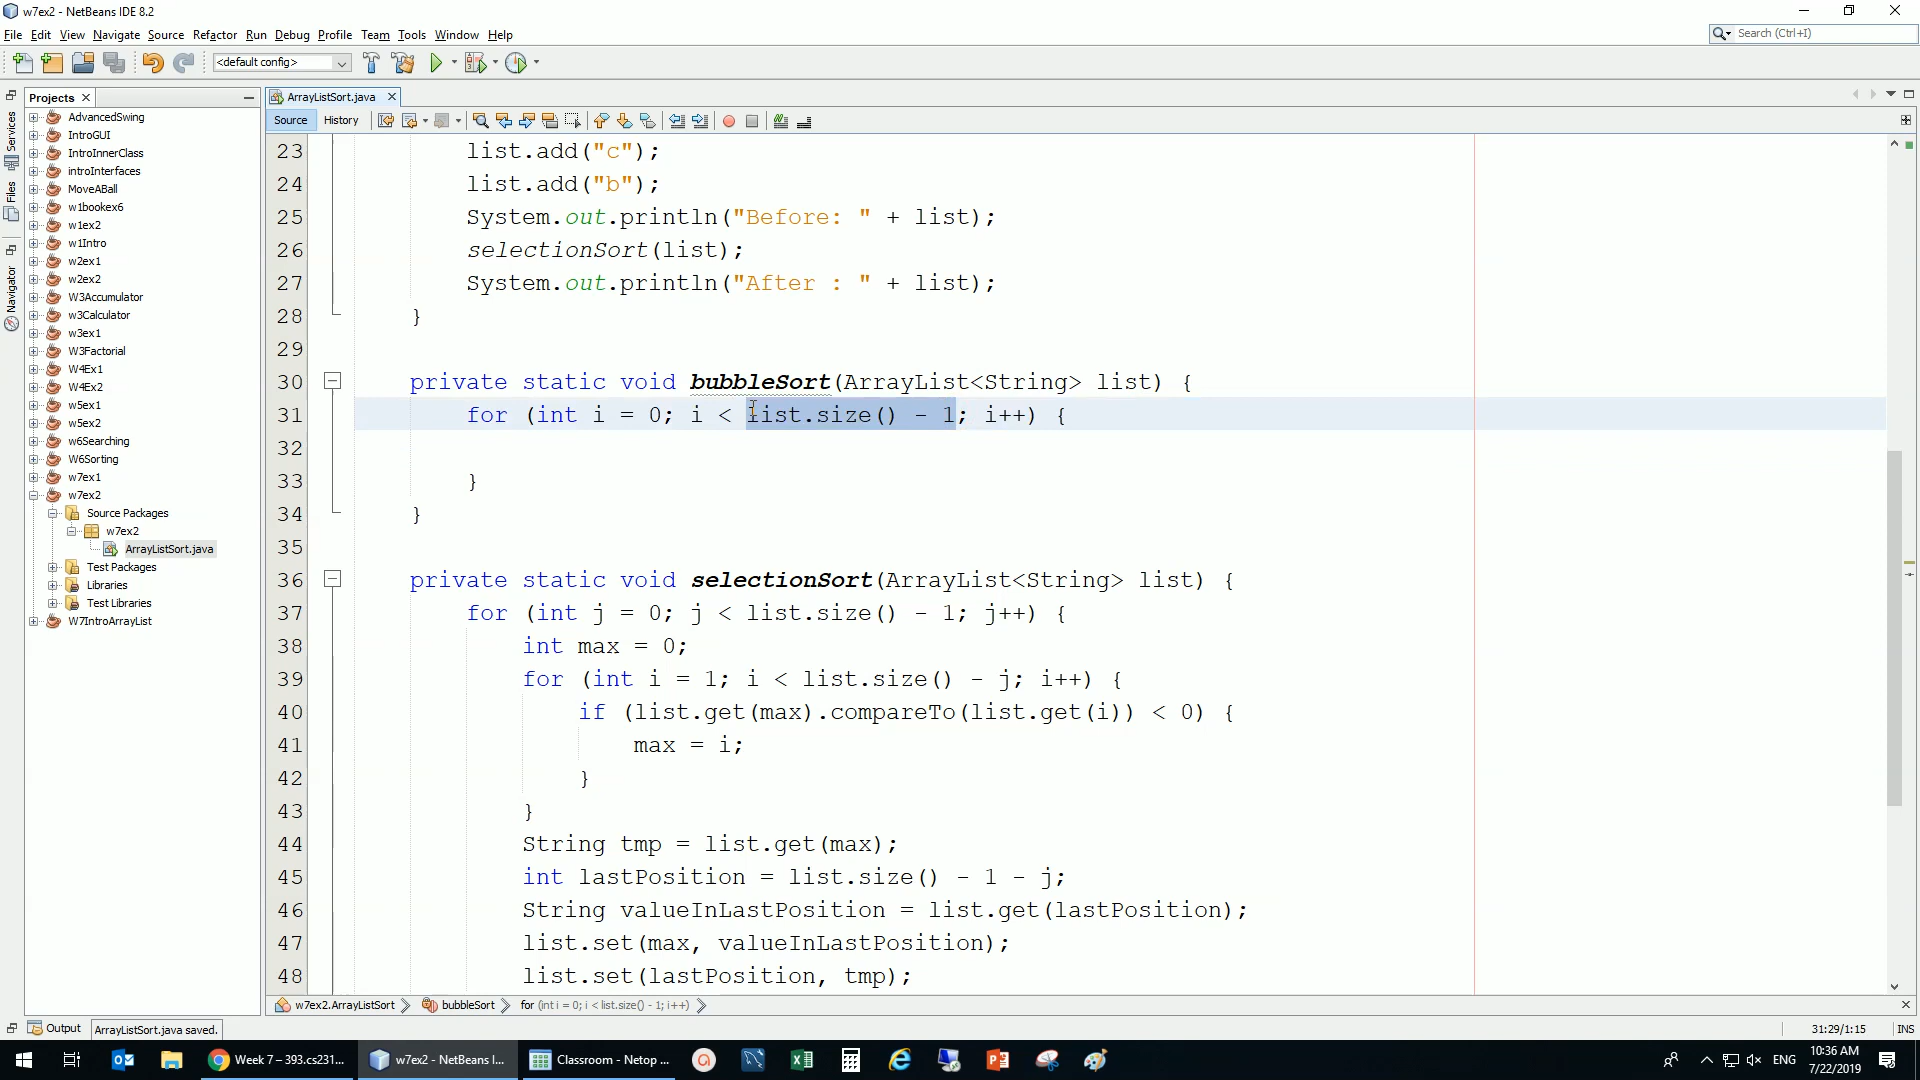 w7ex2 - NetBeans IDE 8.2
File Edit View Navigate Source Refactor Run Debug Profile Team Tools Window Help
Search (Ctrl+I)
<default config>
Projects
ArrayListSort.java
Source History
Services
Files
Navigator
AdvancedSwing
IntroGUI
IntroInnerClass
introInterfaces
MoveABall
w1bookex6
w1ex2
w1Intro
w2ex1
w2ex2
W3Accumulator
w3Calculator
w3ex1
W3Factorial
W4Ex1
W4Ex2
w5ex1
w5ex2
w6Searching
W6Sorting
w7ex1
w7ex2
Source Packages
w7ex2
ArrayListSort.java
Test Packages
Libraries
Test Libraries
W7IntroArrayList
23 list.add("c");
24 list.add("b");
25 System.out.println("Before: " + list);
26 selectionSort(list);
27 System.out.println("After : " + list);
28 }
29
30 private static void bubbleSort(ArrayList<String> list) {
31 for (int i = 0; i < list.size() - 1; i++) {
32
33 }
34 }
35
36 private static void selectionSort(ArrayList<String> list) {
37 for (int j = 0; j < list.size() - 1; j++) {
38 int max = 0;
39 for (int i = 1; i < list.size() - j; i++) {
40 if (list.get(max).compareTo(list.get(i)) < 0) {
41 max = i;
42 }
43 }
44 String tmp = list.get(max);
45 int lastPosition = list.size() - 1 - j;
46 String valueInLastPosition = list.get(lastPosition);
47 list.set(max, valueInLastPosition);
48 list.set(lastPosition, tmp);
w7ex2.ArrayListSort bubbleSort for (int i = 0; i < list.size() - 1; i++)
Output ArrayListSort.java saved. 31:29/1:15 INS
Week 7 – 393.cs231... w7ex2 - NetBeans I... Classroom - Netop ... ENG 10:36 AM
7/22/2019